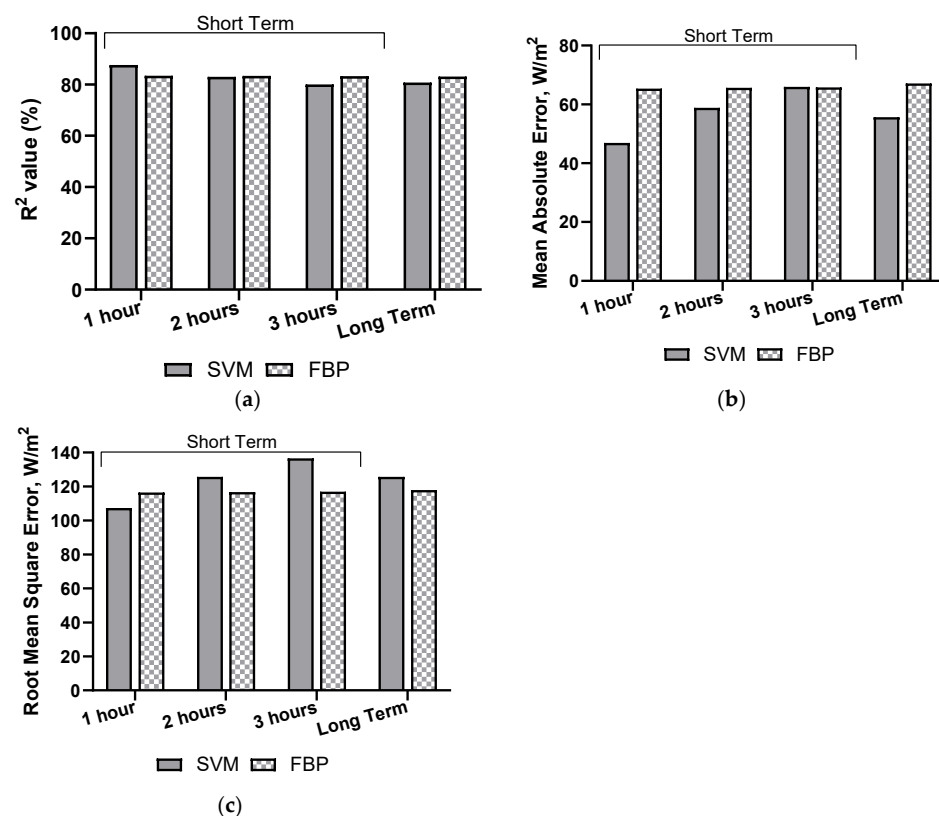 Short Term
R² value (%)
100
80
60
40
20
0
1 hour
2 hours
3 hours
Long Term
SVM
FBP
(a)
Short Term
Mean Absolute Error, W/m²
80
60
40
20
0
1 hour
2 hours
3 hours
Long Term
SVM
FBP
(b)
Short Term
Root Mean Square Error, W/m²
140
120
100
80
60
40
20
0
1 hour
2 hours
3 hours
Long Term
SVM
FBP
(c)